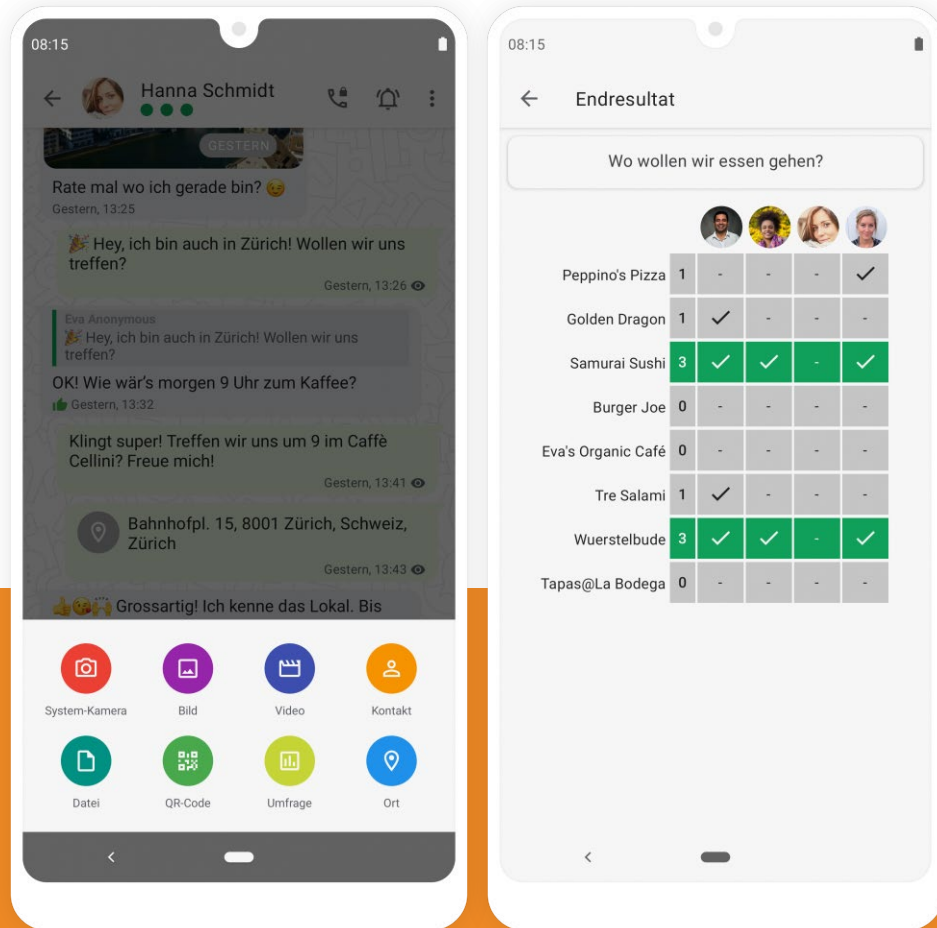 08:15
Hanna Schmidt
GESTERN
Rate mal wo ich gerade bin? 😉
Gestern, 13:25
🎉 Hey, ich bin auch in Zürich! Wollen wir uns
treffen?
Gestern, 13:26
Eva Anonymous
🎉 Hey, ich bin auch in Zürich! Wollen wir uns
treffen?
OK! Wie wär's morgen 9 Uhr zum Kaffee?
Gestern, 13:32
Klingt super! Treffen wir uns um 9 im Caffè
Cellini? Freue mich!
Gestern, 13:41
Bahnhofpl. 15, 8001 Zürich, Schweiz,
Zürich
Gestern, 13:43
👍😘🙌 Grossartig! Ich kenne das Lokal. Bis
System-Kamera
Bild
Video
Kontakt
Datei
QR-Code
Umfrage
Ort
08:15
Endresultat
Wo wollen wir essen gehen?
Peppino's Pizza 1 - - - ✓
Golden Dragon 1 ✓ - - -
Samurai Sushi 3 ✓ ✓ - ✓
Burger Joe 0 - - - -
Eva's Organic Café 0 - - - -
Tre Salami 1 ✓ - - -
Wuerstelbude 3 ✓ ✓ - ✓
Tapas@La Bodega 0 - - - -